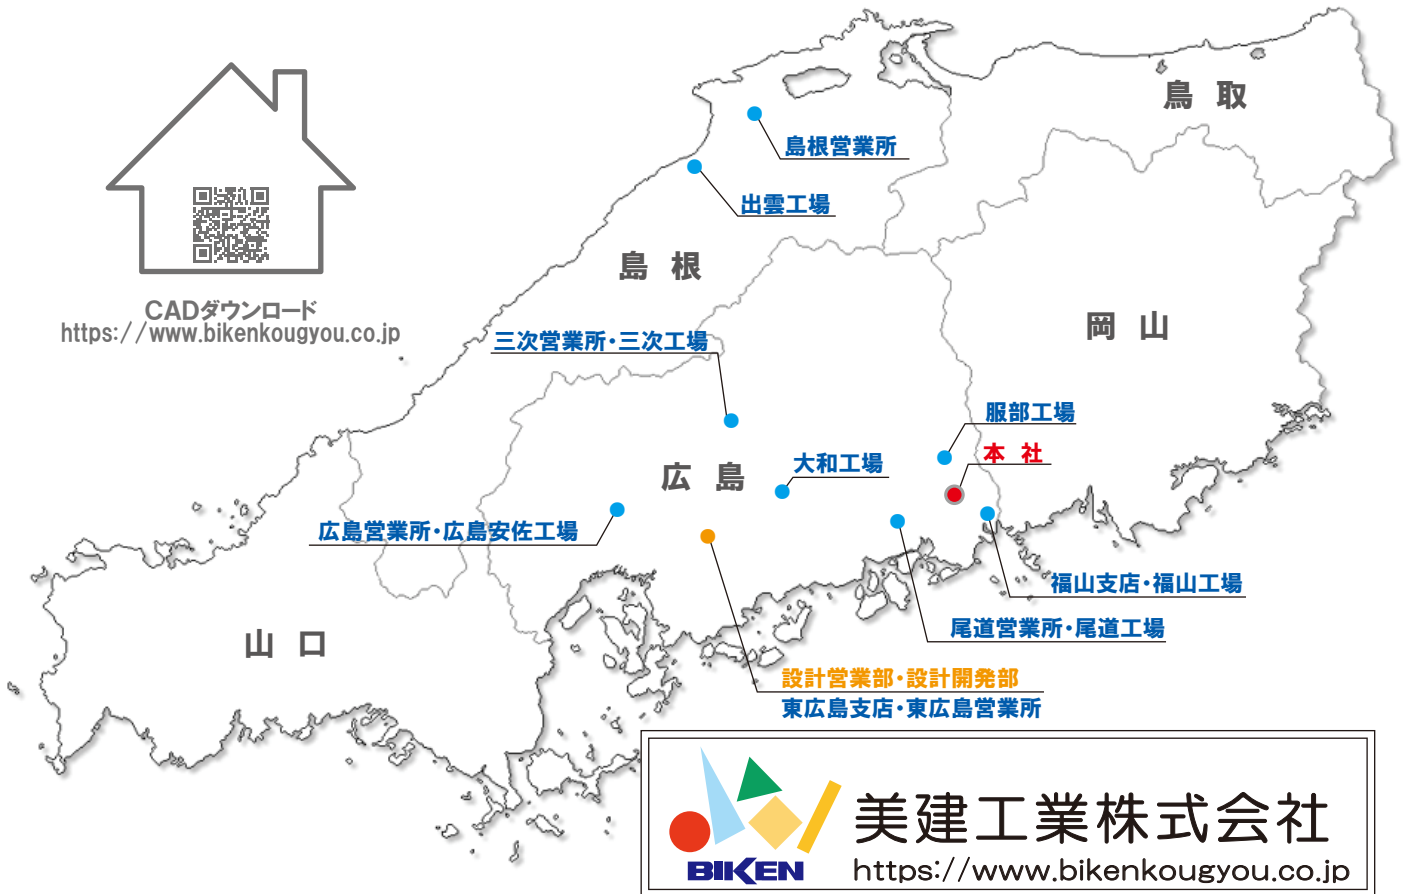 鳥取
島根営業所
出雲工場
島根
CADダウンロード
https://www.bikenkougyou.co.jp
岡山
三次営業所・三次工場
服部工場
本社
大和工場
広島
広島営業所・広島安佐工場
福山支店・福山工場
尾道営業所・尾道工場
山口
設計営業部・設計開発部
東広島支店・東広島営業所
美建工業株式会社
BIKEN
https://www.bikenkougyou.co.jp